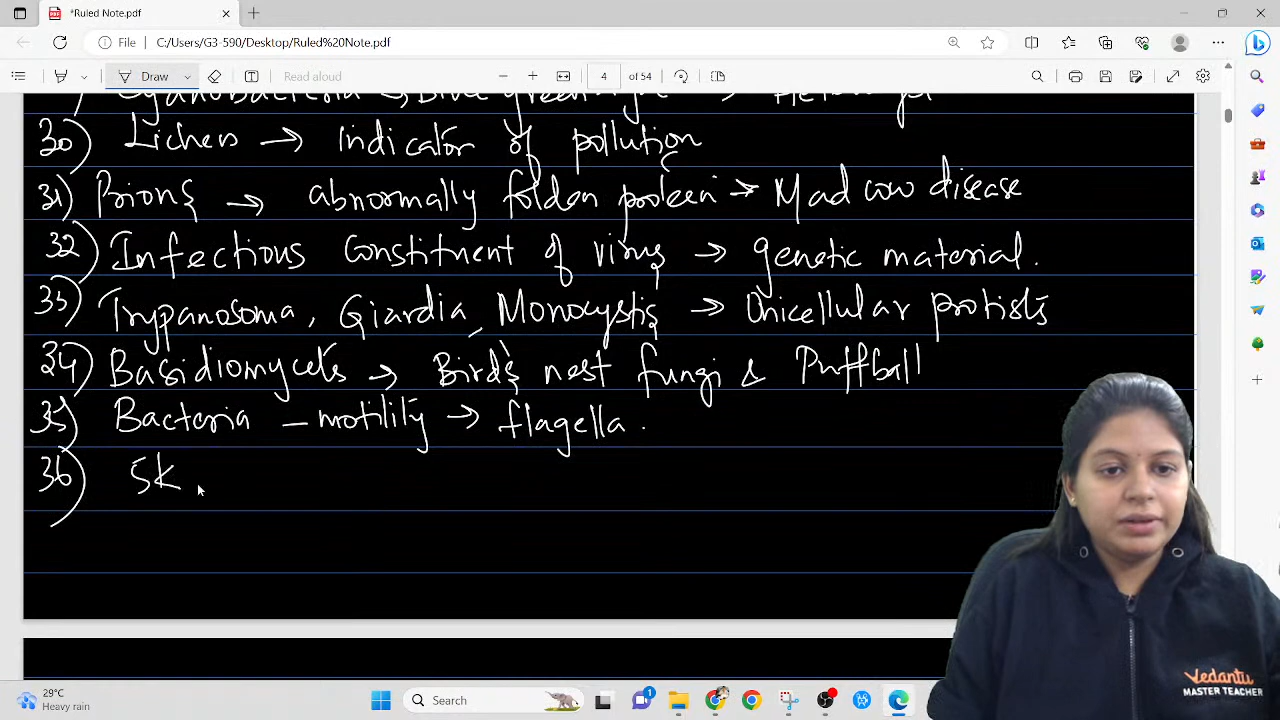 *Ruled Note.pdf
File C:/Users/G3-590/Desktop/Ruled%20Note.pdf
Draw Read aloud 4 of 54
30) Lichens → indicator of pollution
31) Prions → abnormally folden protein → Mad cow disease
32) Infectious constituent of virus → genetic material.
33) Trypanosoma, Giardia, Monocystis → Unicellular protists
34) Basidiomycets → Bird's nest fungi & Puffball
35) Bacteria – motility → flagella.
36) Sk
Vedantu
MASTER TEACHER
29°C
Heavy rain
Search
1